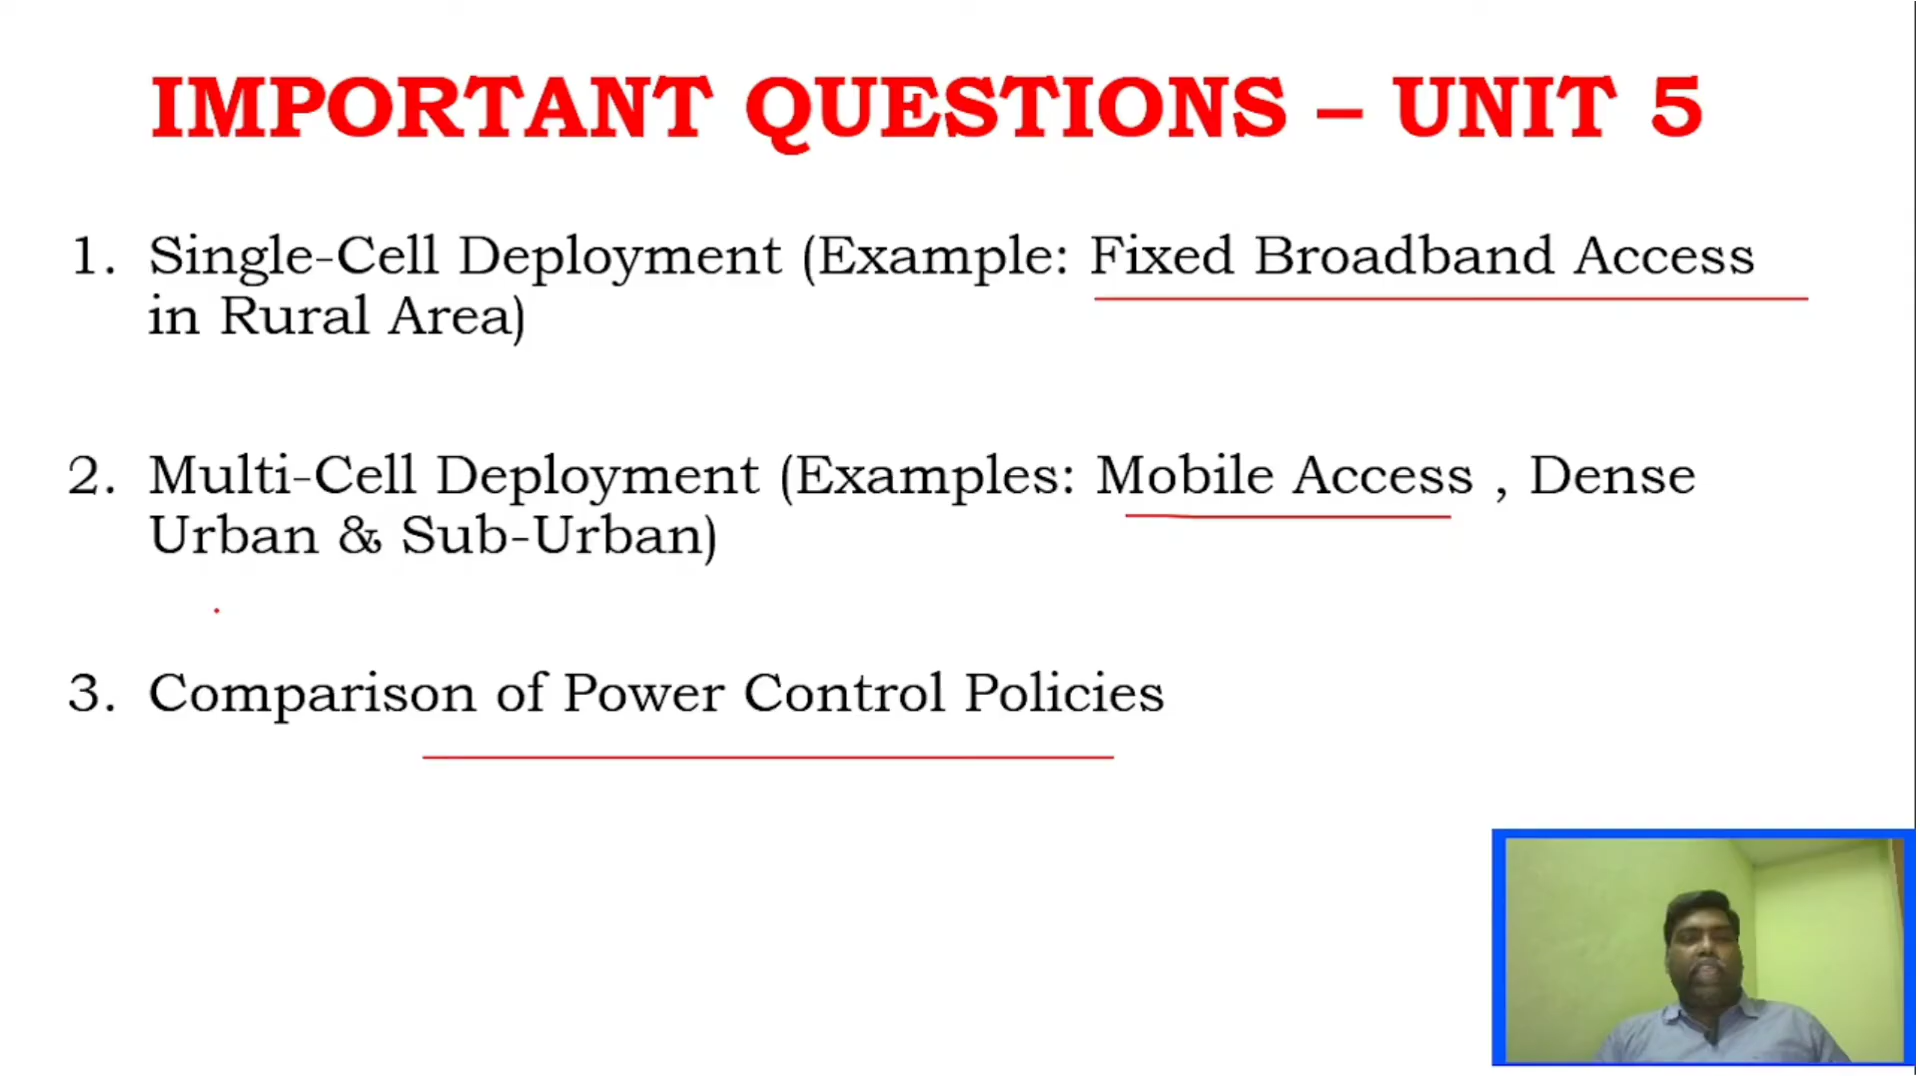 IMPORTANT QUESTIONS – UNIT 5
1. Single-Cell Deployment (Example: Fixed Broadband Access
in Rural Area)
2. Multi-Cell Deployment (Examples: Mobile Access , Dense
Urban & Sub-Urban)
3. Comparison of Power Control Policies